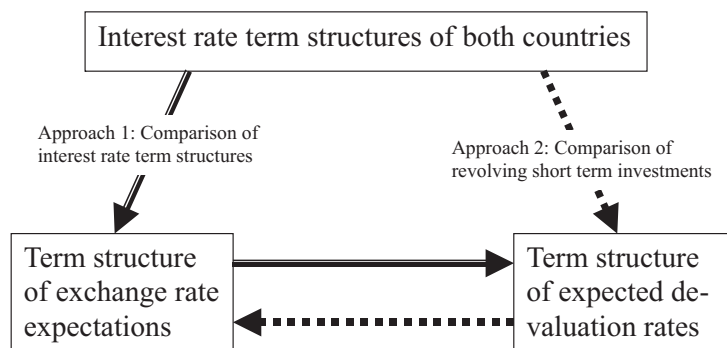 Interest rate term structures of both countries
Approach 1: Comparison of
interest rate term structures
Approach 2: Comparison of
revolving short term investments
Term structure
of exchange rate
expectations
Term structure
of expected de-
valuation rates